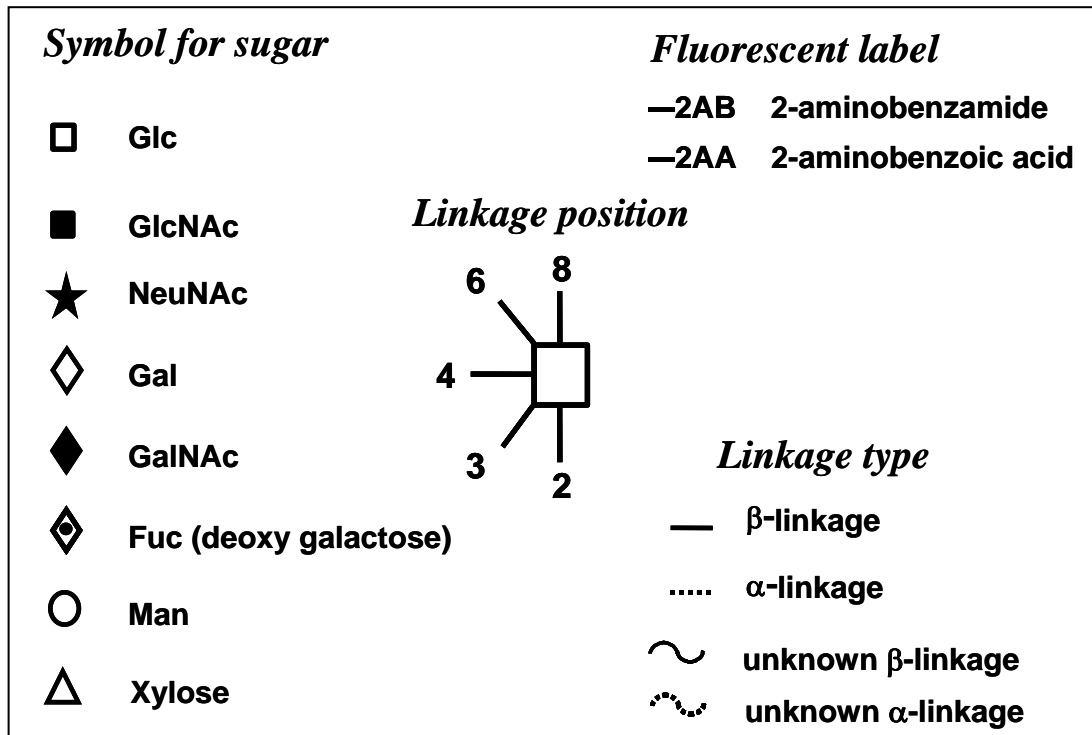 Symbol for sugar
Glc
GlcNAc
NeuNAc
Gal
GalNAc
Fuc (deoxy galactose)
Man
Xylose
Fluorescent label
—2AB 2-aminobenzamide
—2AA 2-aminobenzoic acid
Linkage position
6
8
4
3
2
Linkage type
β-linkage
α-linkage
unknown β-linkage
unknown α-linkage